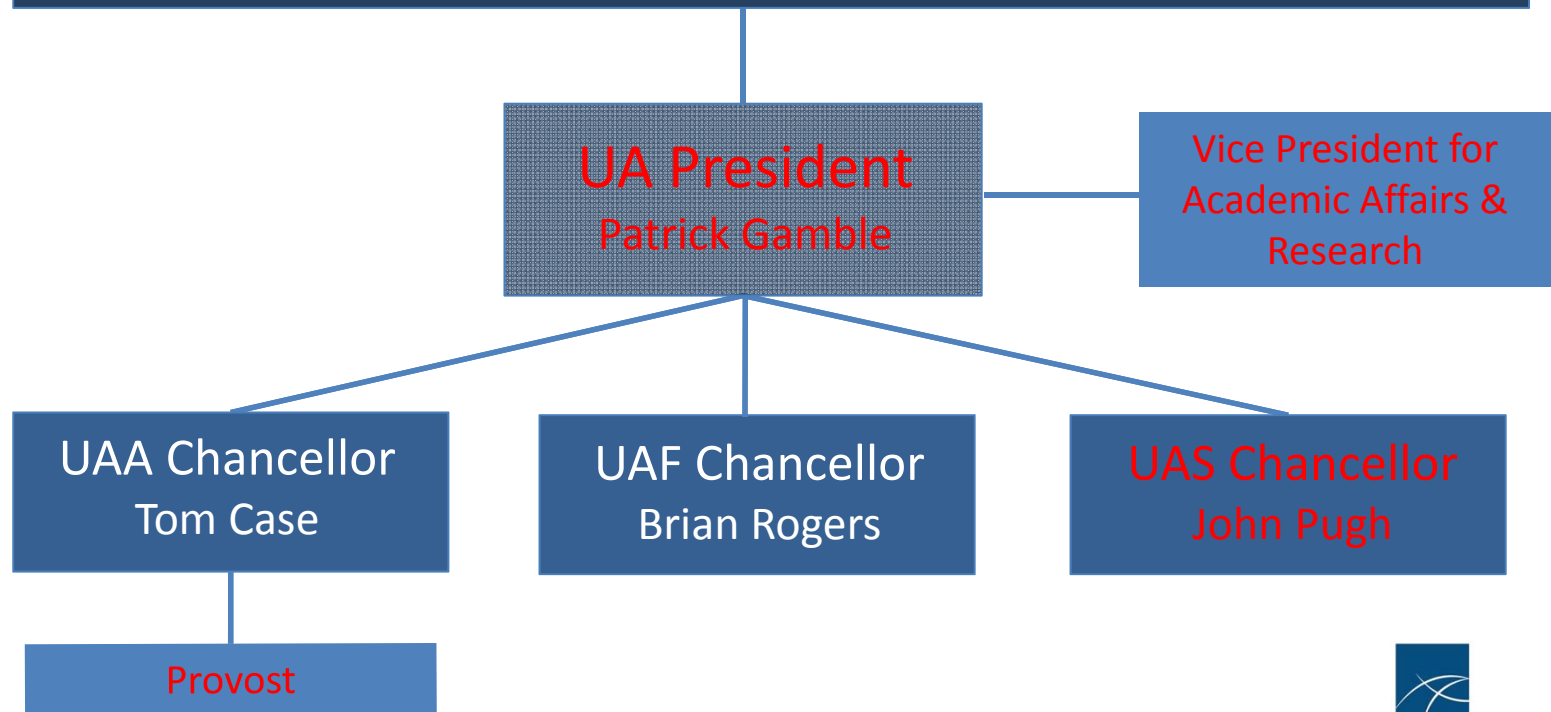 UA President
Patrick Gamble
Vice President for
Academic Affairs &
Research
UAA Chancellor
Tom Case
UAF Chancellor
Brian Rogers
UAS Chancellor
John Pugh
Provost